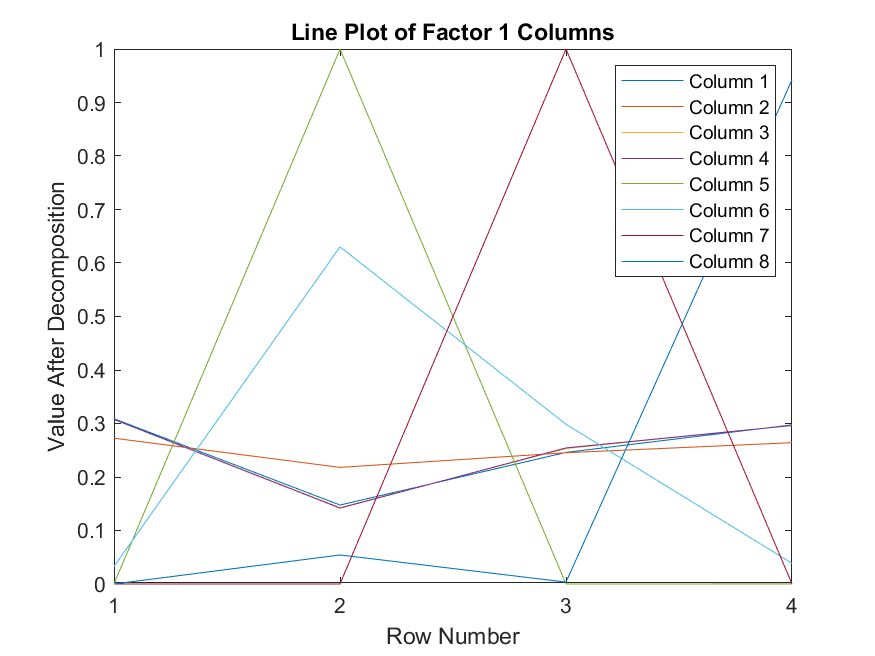 Line Plot of Factor 1 Columns
1
0.9
0.8
0.7
0.6
0.5
0.4
0.3
0.2
0.1
0
Value After Decomposition
Column 1
Column 2
Column 3
Column 4
Column 5
Column 6
Column 7
Column 8
1 2 3 4
Row Number